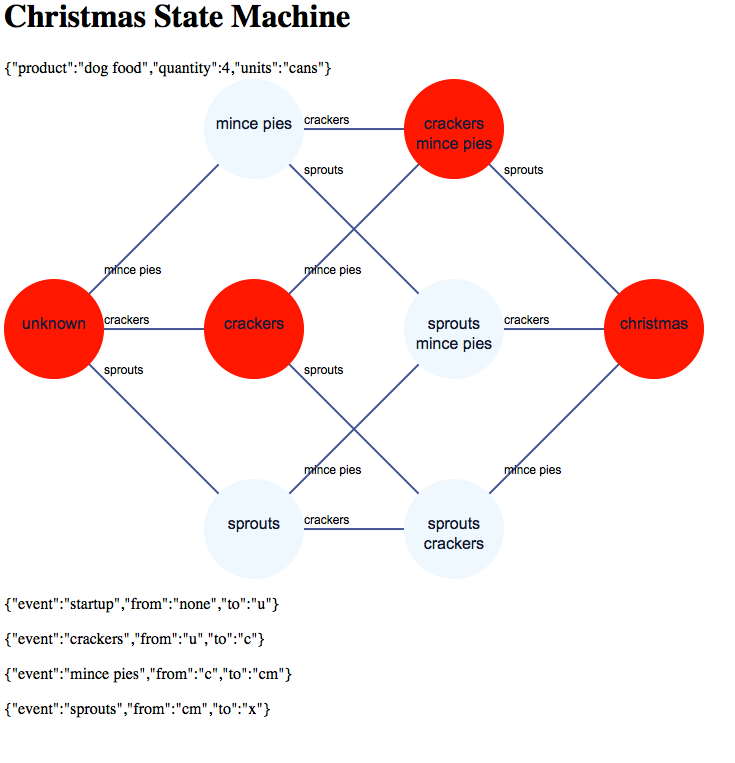 Christmas State Machine
{"product":"dog food","quantity":4,"units":"cans"}
mince pies
crackers
crackers
mince pies
sprouts
sprouts
mince pies
mince pies
unknown
crackers
crackers
sprouts
mince pies
crackers
christmas
sprouts
sprouts
mince pies
mince pies
sprouts
crackers
sprouts
crackers
{"event":"startup","from":"none","to":"u"}
{"event":"crackers","from":"u","to":"c"}
{"event":"mince pies","from":"c","to":"cm"}
{"event":"sprouts","from":"cm","to":"x"}